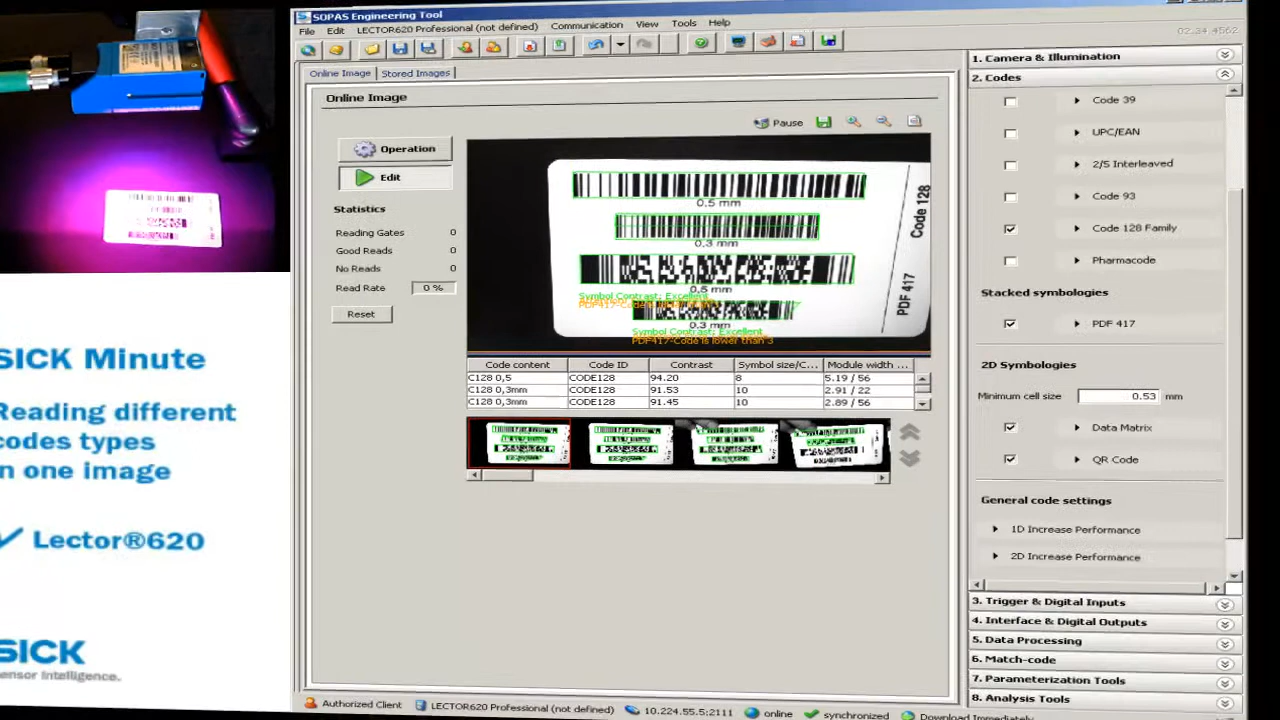 SOPAS Engineering Tool
File Edit LECTOR620 Professional (not defined) Communication View Tools Help
02.34.4562
Online Image
Stored Images
Online Image
Pause
Operation
Edit
Statistics
Reading Gates 0
Good Reads 0
No Reads 0
Read Rate 0 %
Reset
0.5 mm
0.3 mm
0.5 mm
Symbol Contrast: Excellent
0.3 mm
Symbol Contrast: Excellent
PDF417-Code is lower than 3
Code 128
PDF 417
Code content Code ID Contrast Symbol size/C... Module width ...
C128 0,5 CODE128 94.20 8 5.19 / 56
C128 0,3mm CODE128 91.53 10 2.91 / 22
C128 0,3mm CODE128 91.45 10 2.89 / 56
1. Camera & Illumination
2. Codes
Code 39
UPC/EAN
2/5 Interleaved
Code 93
Code 128 Family
Pharmacode
Stacked symbologies
PDF 417
2D Symbologies
Minimum cell size 0.53 mm
Data Matrix
QR Code
General code settings
1D Increase Performance
2D Increase Performance
3. Trigger & Digital Inputs
4. Interface & Digital Outputs
5. Data Processing
6. Match-code
7. Parameterization Tools
8. Analysis Tools
Authorized Client LECTOR620 Professional (not defined) 10.224.55.5:2111 online synchronized Download Immediately
SICK Minute
Reading different
codes types
in one image
Lector®620
SICK
Sensor Intelligence.